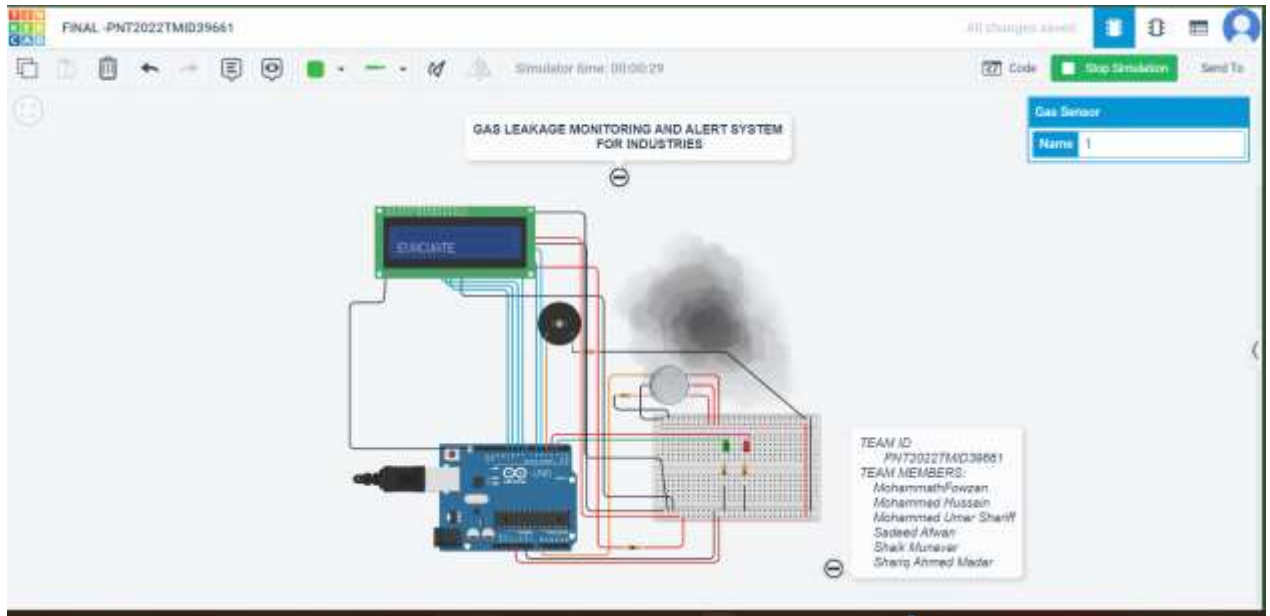 FINAL -PNT2022TMID39661
All changes saved
Simulator time: 00:00:29
Code
Stop Simulation
Send To
Gas Sensor
Name 1
GAS LEAKAGE MONITORING AND ALERT SYSTEM
FOR INDUSTRIES
EVACUATE
UNO
TEAM ID
PNT2022TMID39661
TEAM MEMBERS:
MohammathFowzan
Mohammed Hussain
Mohammed Umar Shariff
Sadeed Afwan
Shaik Munavar
Shariq Ahmed Madar